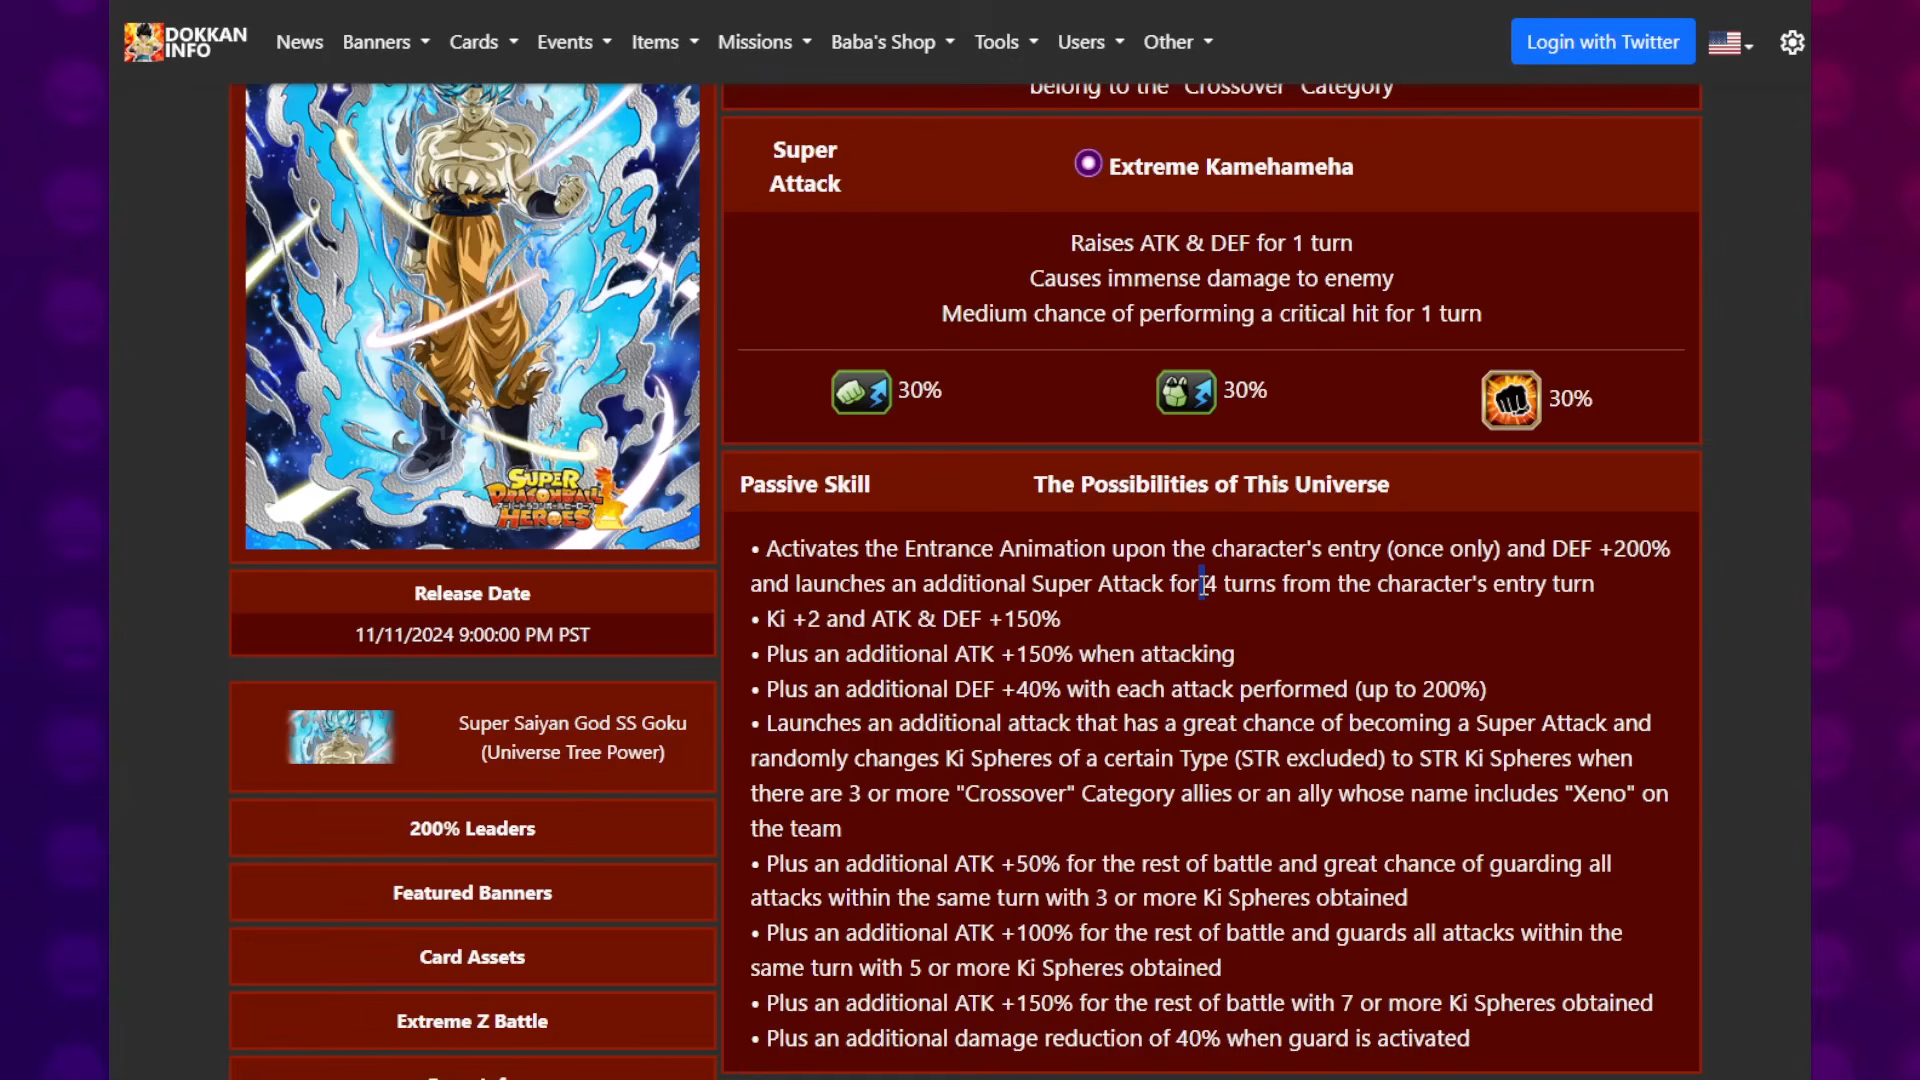 DOKKAN
INFO
News
Banners
Cards
Events
Items
Missions
Baba's Shop
Tools
Users
Other
Login with Twitter
belong to the "Crossover" Category
Super
Attack
Extreme Kamehameha
Raises ATK & DEF for 1 turn
Causes immense damage to enemy
Medium chance of performing a critical hit for 1 turn
30%
30%
30%
SUPER
DRAGONBALL
HEROES
Release Date
11/11/2024 9:00:00 PM PST
Super Saiyan God SS Goku
(Universe Tree Power)
200% Leaders
Featured Banners
Card Assets
Extreme Z Battle
Passive Skill
The Possibilities of This Universe
• Activates the Entrance Animation upon the character's entry (once only) and DEF +200%
and launches an additional Super Attack for 4 turns from the character's entry turn
• Ki +2 and ATK & DEF +150%
• Plus an additional ATK +150% when attacking
• Plus an additional DEF +40% with each attack performed (up to 200%)
• Launches an additional attack that has a great chance of becoming a Super Attack and
randomly changes Ki Spheres of a certain Type (STR excluded) to STR Ki Spheres when
there are 3 or more "Crossover" Category allies or an ally whose name includes "Xeno" on
the team
• Plus an additional ATK +50% for the rest of battle and great chance of guarding all
attacks within the same turn with 3 or more Ki Spheres obtained
• Plus an additional ATK +100% for the rest of battle and guards all attacks within the
same turn with 5 or more Ki Spheres obtained
• Plus an additional ATK +150% for the rest of battle with 7 or more Ki Spheres obtained
• Plus an additional damage reduction of 40% when guard is activated